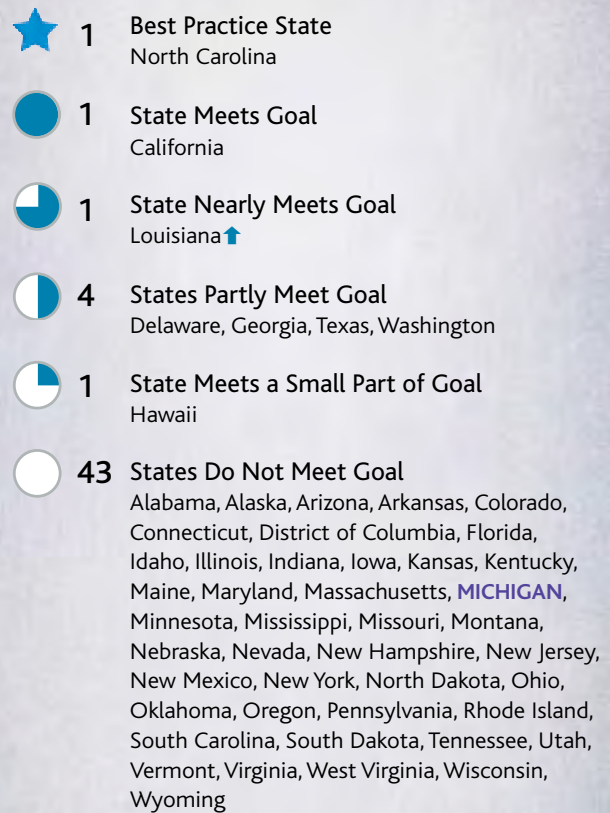 1 Best Practice State
North Carolina
1 State Meets Goal
California
1 State Nearly Meets Goal
Louisiana
4 States Partly Meet Goal
Delaware, Georgia, Texas, Washington
1 State Meets a Small Part of Goal
Hawaii
43 States Do Not Meet Goal
Alabama, Alaska, Arizona, Arkansas, Colorado,
Connecticut, District of Columbia, Florida,
Idaho, Illinois, Indiana, Iowa, Kansas, Kentucky,
Maine, Maryland, Massachusetts, MICHIGAN,
Minnesota, Mississippi, Missouri, Montana,
Nebraska, Nevada, New Hampshire, New Jersey,
New Mexico, New York, North Dakota, Ohio,
Oklahoma, Oregon, Pennsylvania, Rhode Island,
South Carolina, South Dakota, Tennessee, Utah,
Vermont, Virginia, West Virginia, Wisconsin,
Wyoming